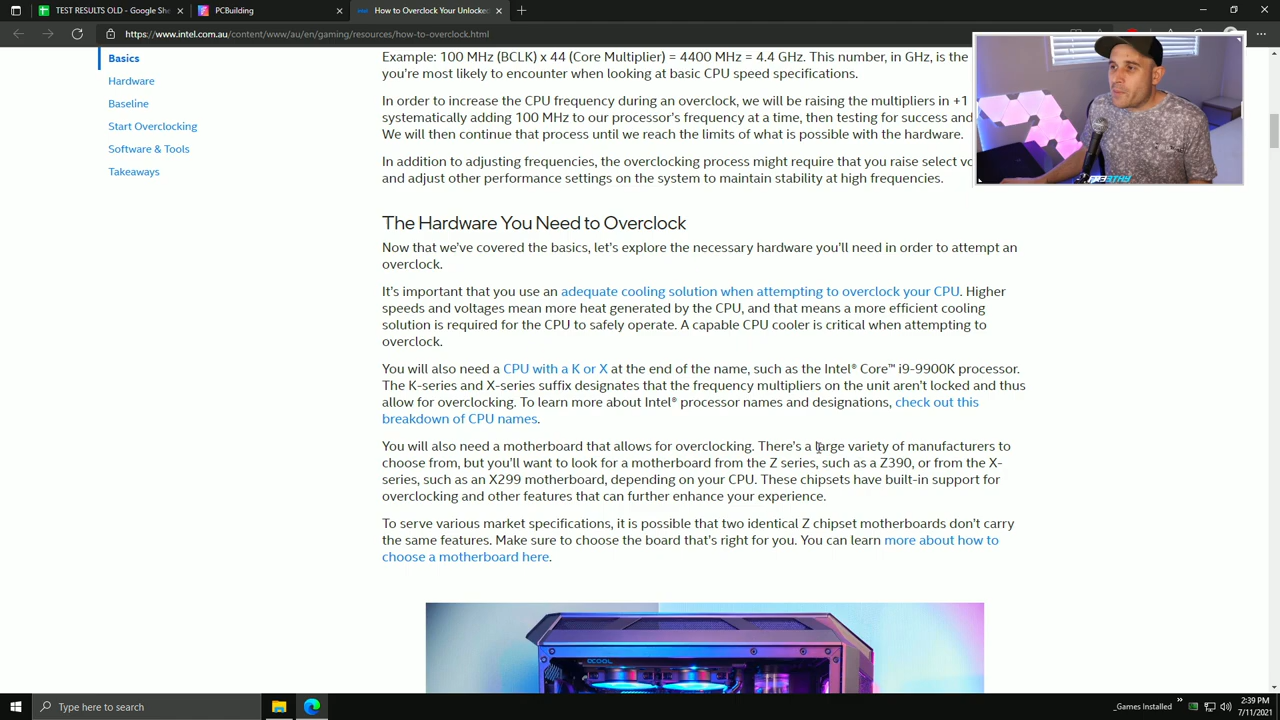 TEST RESULTS OLD - Google She
PCBuilding
How to Overclock Your Unlocked
https://www.intel.com.au/content/www/au/en/gaming/resources/how-to-overclock.html
Basics
Hardware
Baseline
Start Overclocking
Software & Tools
Takeaways
Example: 100 MHz (BCLK) x 44 (Core Multiplier) = 4400 MHz = 4.4 GHz. This number, in GHz, is the
you're most likely to encounter when looking at basic CPU speed specifications.
In order to increase the CPU frequency during an overclock, we will be raising the multipliers in +1
systematically adding 100 MHz to our processor's frequency at a time, then testing for success and
We will then continue that process until we reach the limits of what is possible with the hardware.
In addition to adjusting frequencies, the overclocking process might require that you raise select vo
and adjust other performance settings on the system to maintain stability at high frequencies.
The Hardware You Need to Overclock
Now that we've covered the basics, let's explore the necessary hardware you'll need in order to attempt an
overclock.
It's important that you use an adequate cooling solution when attempting to overclock your CPU. Higher
speeds and voltages mean more heat generated by the CPU, and that means a more efficient cooling
solution is required for the CPU to safely operate. A capable CPU cooler is critical when attempting to
overclock.
You will also need a CPU with a K or X at the end of the name, such as the Intel® Core™ i9-9900K processor.
The K-series and X-series suffix designates that the frequency multipliers on the unit aren't locked and thus
allow for overclocking. To learn more about Intel® processor names and designations, check out this
breakdown of CPU names.
You will also need a motherboard that allows for overclocking. There's a large variety of manufacturers to
choose from, but you'll want to look for a motherboard from the Z series, such as a Z390, or from the X-
series, such as an X299 motherboard, depending on your CPU. These chipsets have built-in support for
overclocking and other features that can further enhance your experience.
To serve various market specifications, it is possible that two identical Z chipset motherboards don't carry
the same features. Make sure to choose the board that's right for you. You can learn more about how to
choose a motherboard here.
Type here to search
_Games Installed
2:39 PM
7/11/2021